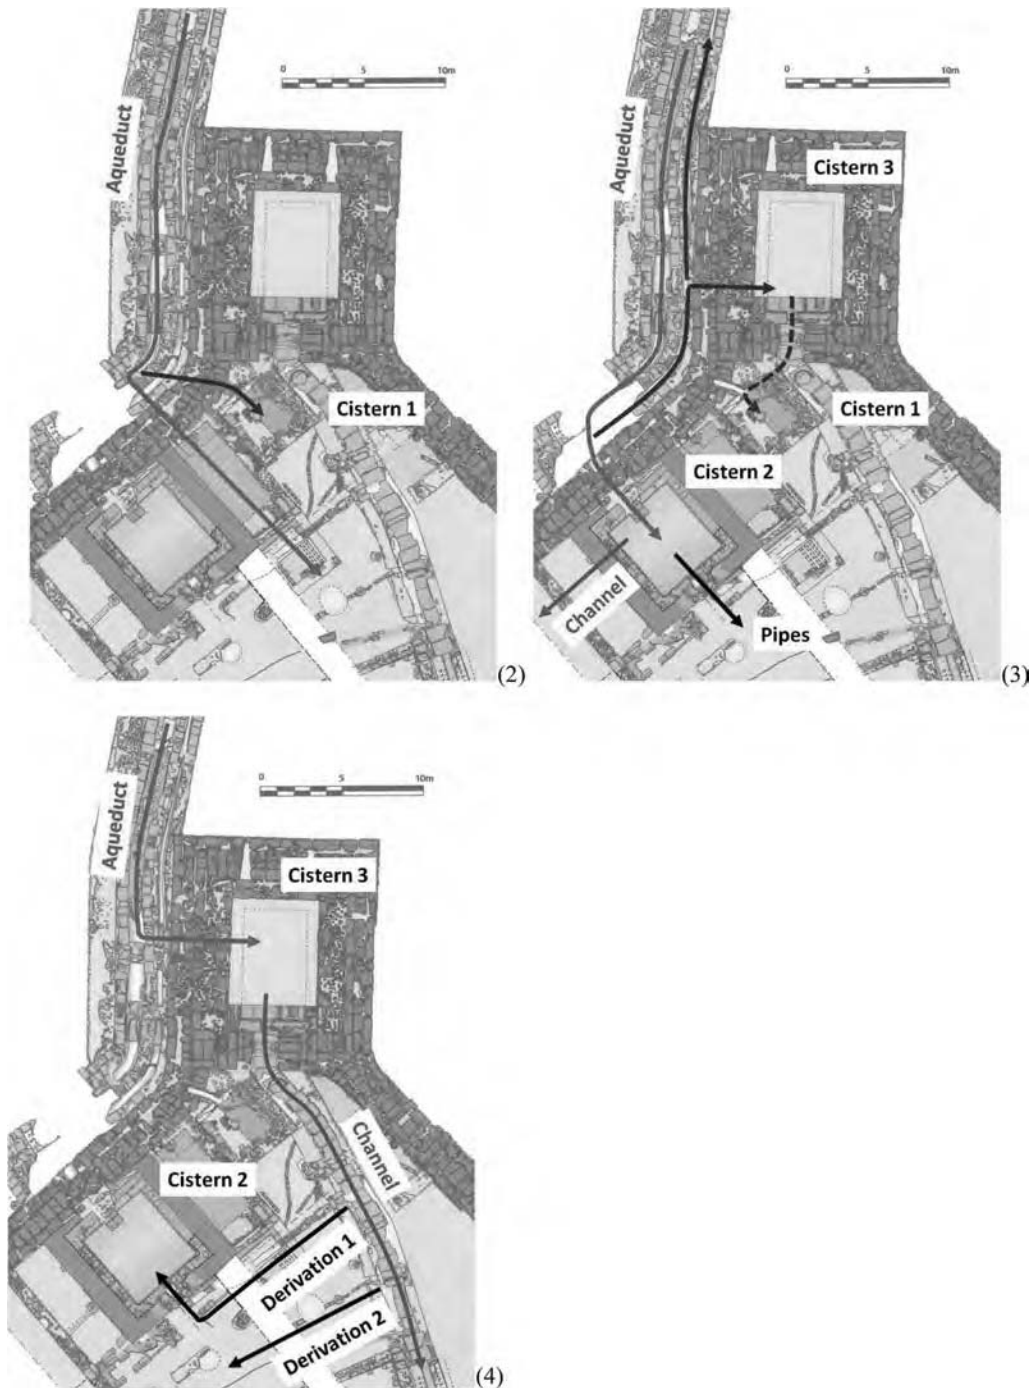 0 5 10m
Aqueduct
Cistern 1
(2)
0 5 10m
Aqueduct
Cistern 3
Cistern 1
Cistern 2
Channel
Pipes
(3)
0 5 10m
Aqueduct
Cistern 3
Channel
Cistern 2
Derivation 1
Derivation 2
(4)